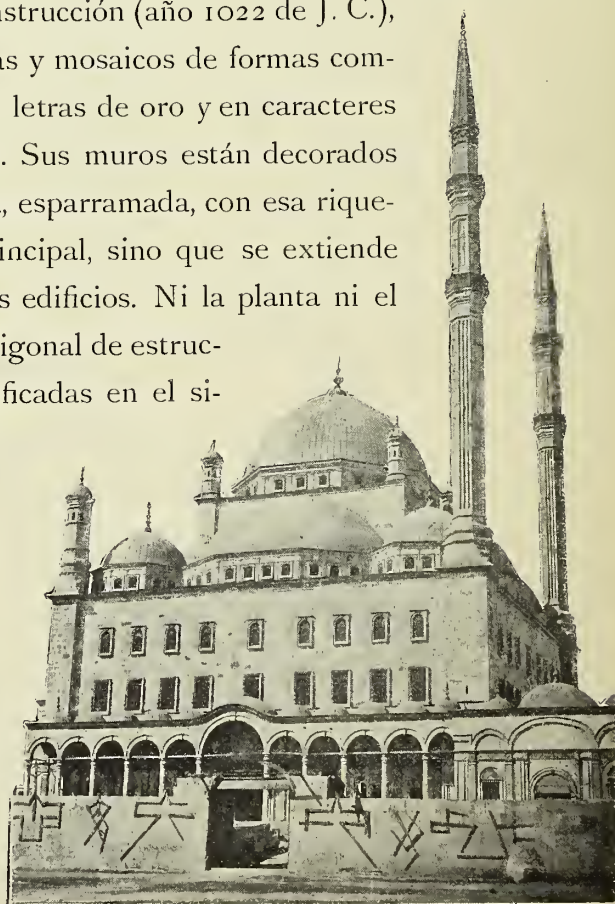 strucción (año 1022 de J. C.),
as y mosaicos de formas com-
letras de oro y en caracteres
. Sus muros están decorados
, esparramada, con esa rique-
incipal, sino que se extiende
s edificios. Ni la planta ni el
igonal de estruc-
ficadas en el si-